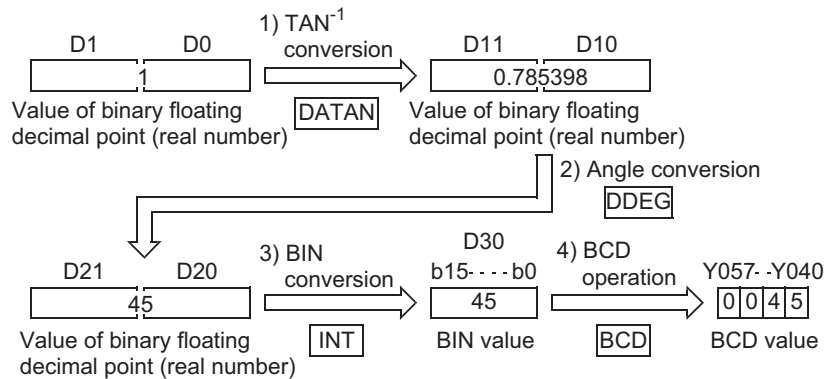 1) TAN-1
conversion
D1 D0
1
Value of binary floating
decimal point (real number)
DATAN
D11 D10
0.785398
Value of binary floating
decimal point (real number)
2) Angle conversion
DDEG
D21 D20
45
Value of binary floating
decimal point (real number)
3) BIN
conversion
INT
D30
b15----b0
45
BIN value
4) BCD
operation
BCD
Y057--Y040
0 0 4 5
BCD value